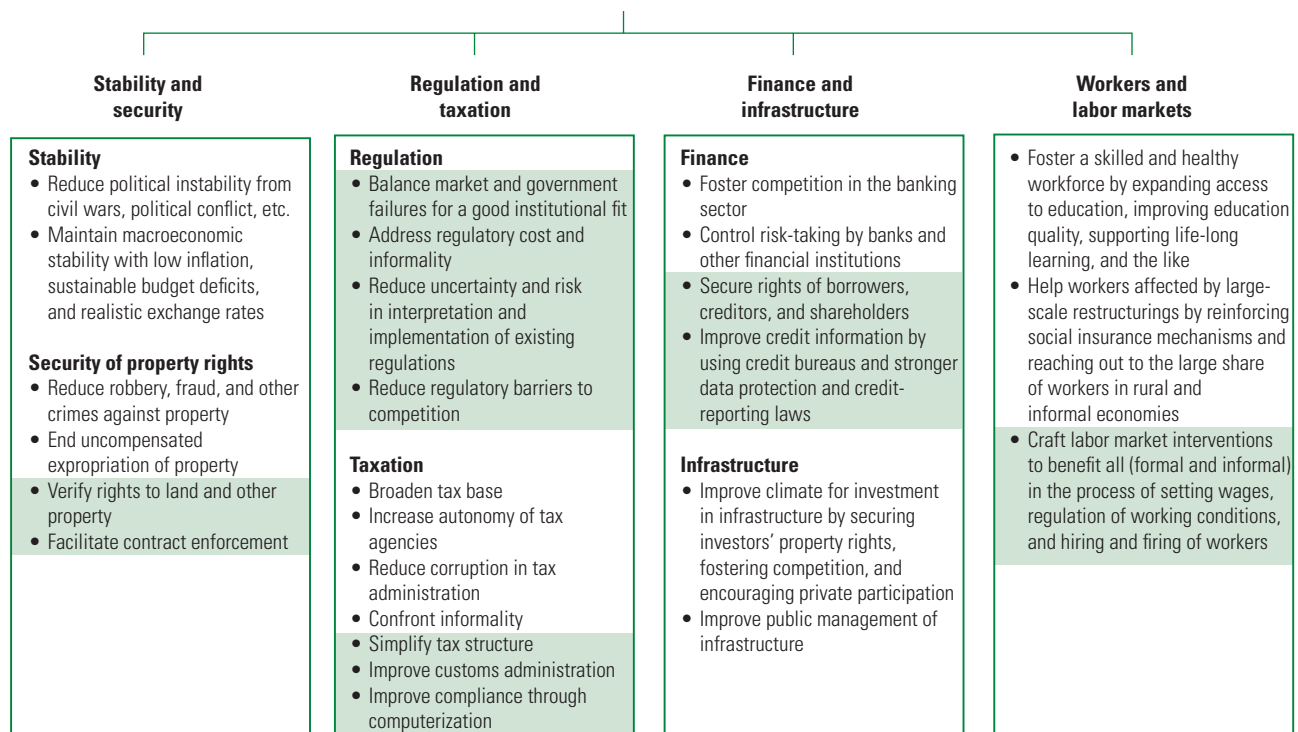 Stability and
security
Stability
• Reduce political instability from
civil wars, political conflict, etc.
• Maintain macroeconomic
stability with low inflation,
sustainable budget deficits,
and realistic exchange rates
Security of property rights
• Reduce robbery, fraud, and other
crimes against property
• End uncompensated
expropriation of property
• Verify rights to land and other
property
• Facilitate contract enforcement
Regulation and
taxation
Regulation
• Balance market and government
failures for a good institutional fit
• Address regulatory cost and
informality
• Reduce uncertainty and risk
in interpretation and
implementation of existing
regulations
• Reduce regulatory barriers to
competition
Taxation
• Broaden tax base
• Increase autonomy of tax
agencies
• Reduce corruption in tax
administration
• Confront informality
• Simplify tax structure
• Improve customs administration
• Improve compliance through
computerization
Finance and
infrastructure
Finance
• Foster competition in the banking
sector
• Control risk-taking by banks and
other financial institutions
• Secure rights of borrowers,
creditors, and shareholders
• Improve credit information by
using credit bureaus and stronger
data protection and credit-
reporting laws
Infrastructure
• Improve climate for investment
in infrastructure by securing
investors’ property rights,
fostering competition, and
encouraging private participation
• Improve public management of
infrastructure
Workers and
labor markets
• Foster a skilled and healthy
workforce by expanding access
to education, improving education
quality, supporting life-long
learning, and the like
• Help workers affected by large-
scale restructurings by reinforcing
social insurance mechanisms and
reaching out to the large share
of workers in rural and
informal economies
• Craft labor market interventions
to benefit all (formal and informal)
in the process of setting wages,
regulation of working conditions,
and hiring and firing of workers